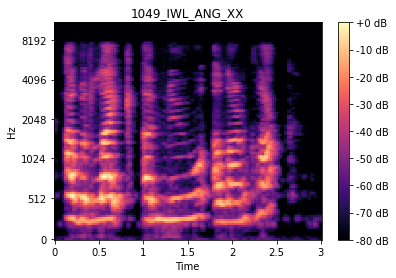 1049_IWL_ANG_XX
+0 dB
8192
-10 dB
4096
-20 dB
-30 dB
2048
Hz
-40 dB
1024
-50 dB
512
-60 dB
-70 dB
0
-80 dB
0 0.5 1 1.5 2 2.5 3
Time